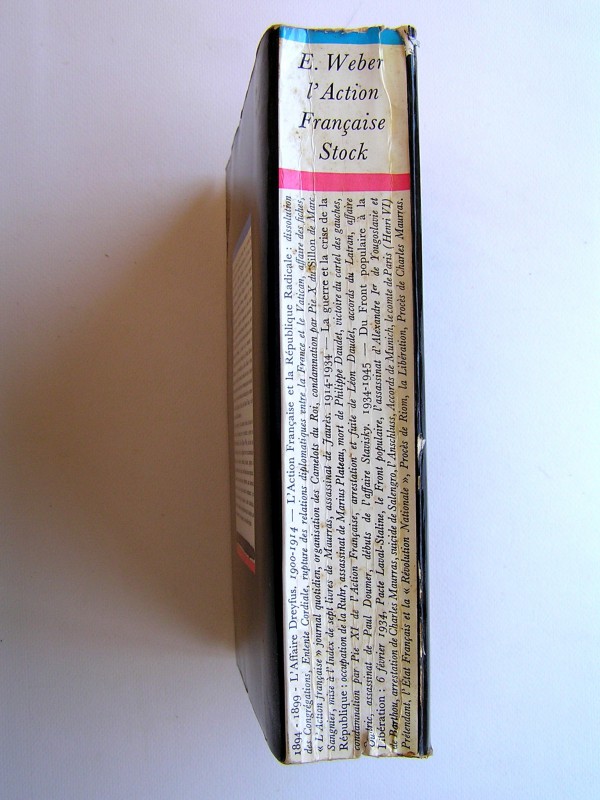 E. Weber
l'Action
Française
Stock
1894 - 1899 - L'Affaire Dreyfus. 1900-1914 — L'Action Française et la République Radicale : dissolution
des Congrégations, Entente Cordiale, rupture des relations diplomatiques entre la France et le Vatican, affaire des fiches,
« L'Action française » journal quotidien, organisation des Camelots du Roi, condamnation par Pie X du Sillon de Marc
Sangnier, mise à l'Index de sept livres de Maurras, assassinat de Jaurès. 1914-1934 — La guerre et la crise de la
République : occupation de la Ruhr, assassinat de Marius Plateau, mort de Philippe Daudet, victoire du cartel des gauches,
condamnation par Pie XI de l'Action Française, arrestation et fuite de Léon Daudet, accords du Latran, affaire
assassinat de Paul Doumer, débuts de l'affaire Stavisky. 1934-1945 — Du Front populaire à la
Libération : 6 février 1934, Pacte Laval-Staline, le Front populaire, l'assassinat d'Alexandre Ier de Yougoslavie et
de Barthou, arrestation de Charles Maurras, suicide de Salengro, l'Anschluss, Accords de Munich, le comte de Paris (Henri VI)
Prétendant, l'État Français et la « Révolution Nationale », Procès de Riom, la Libération, Procès de Charles Maurras.